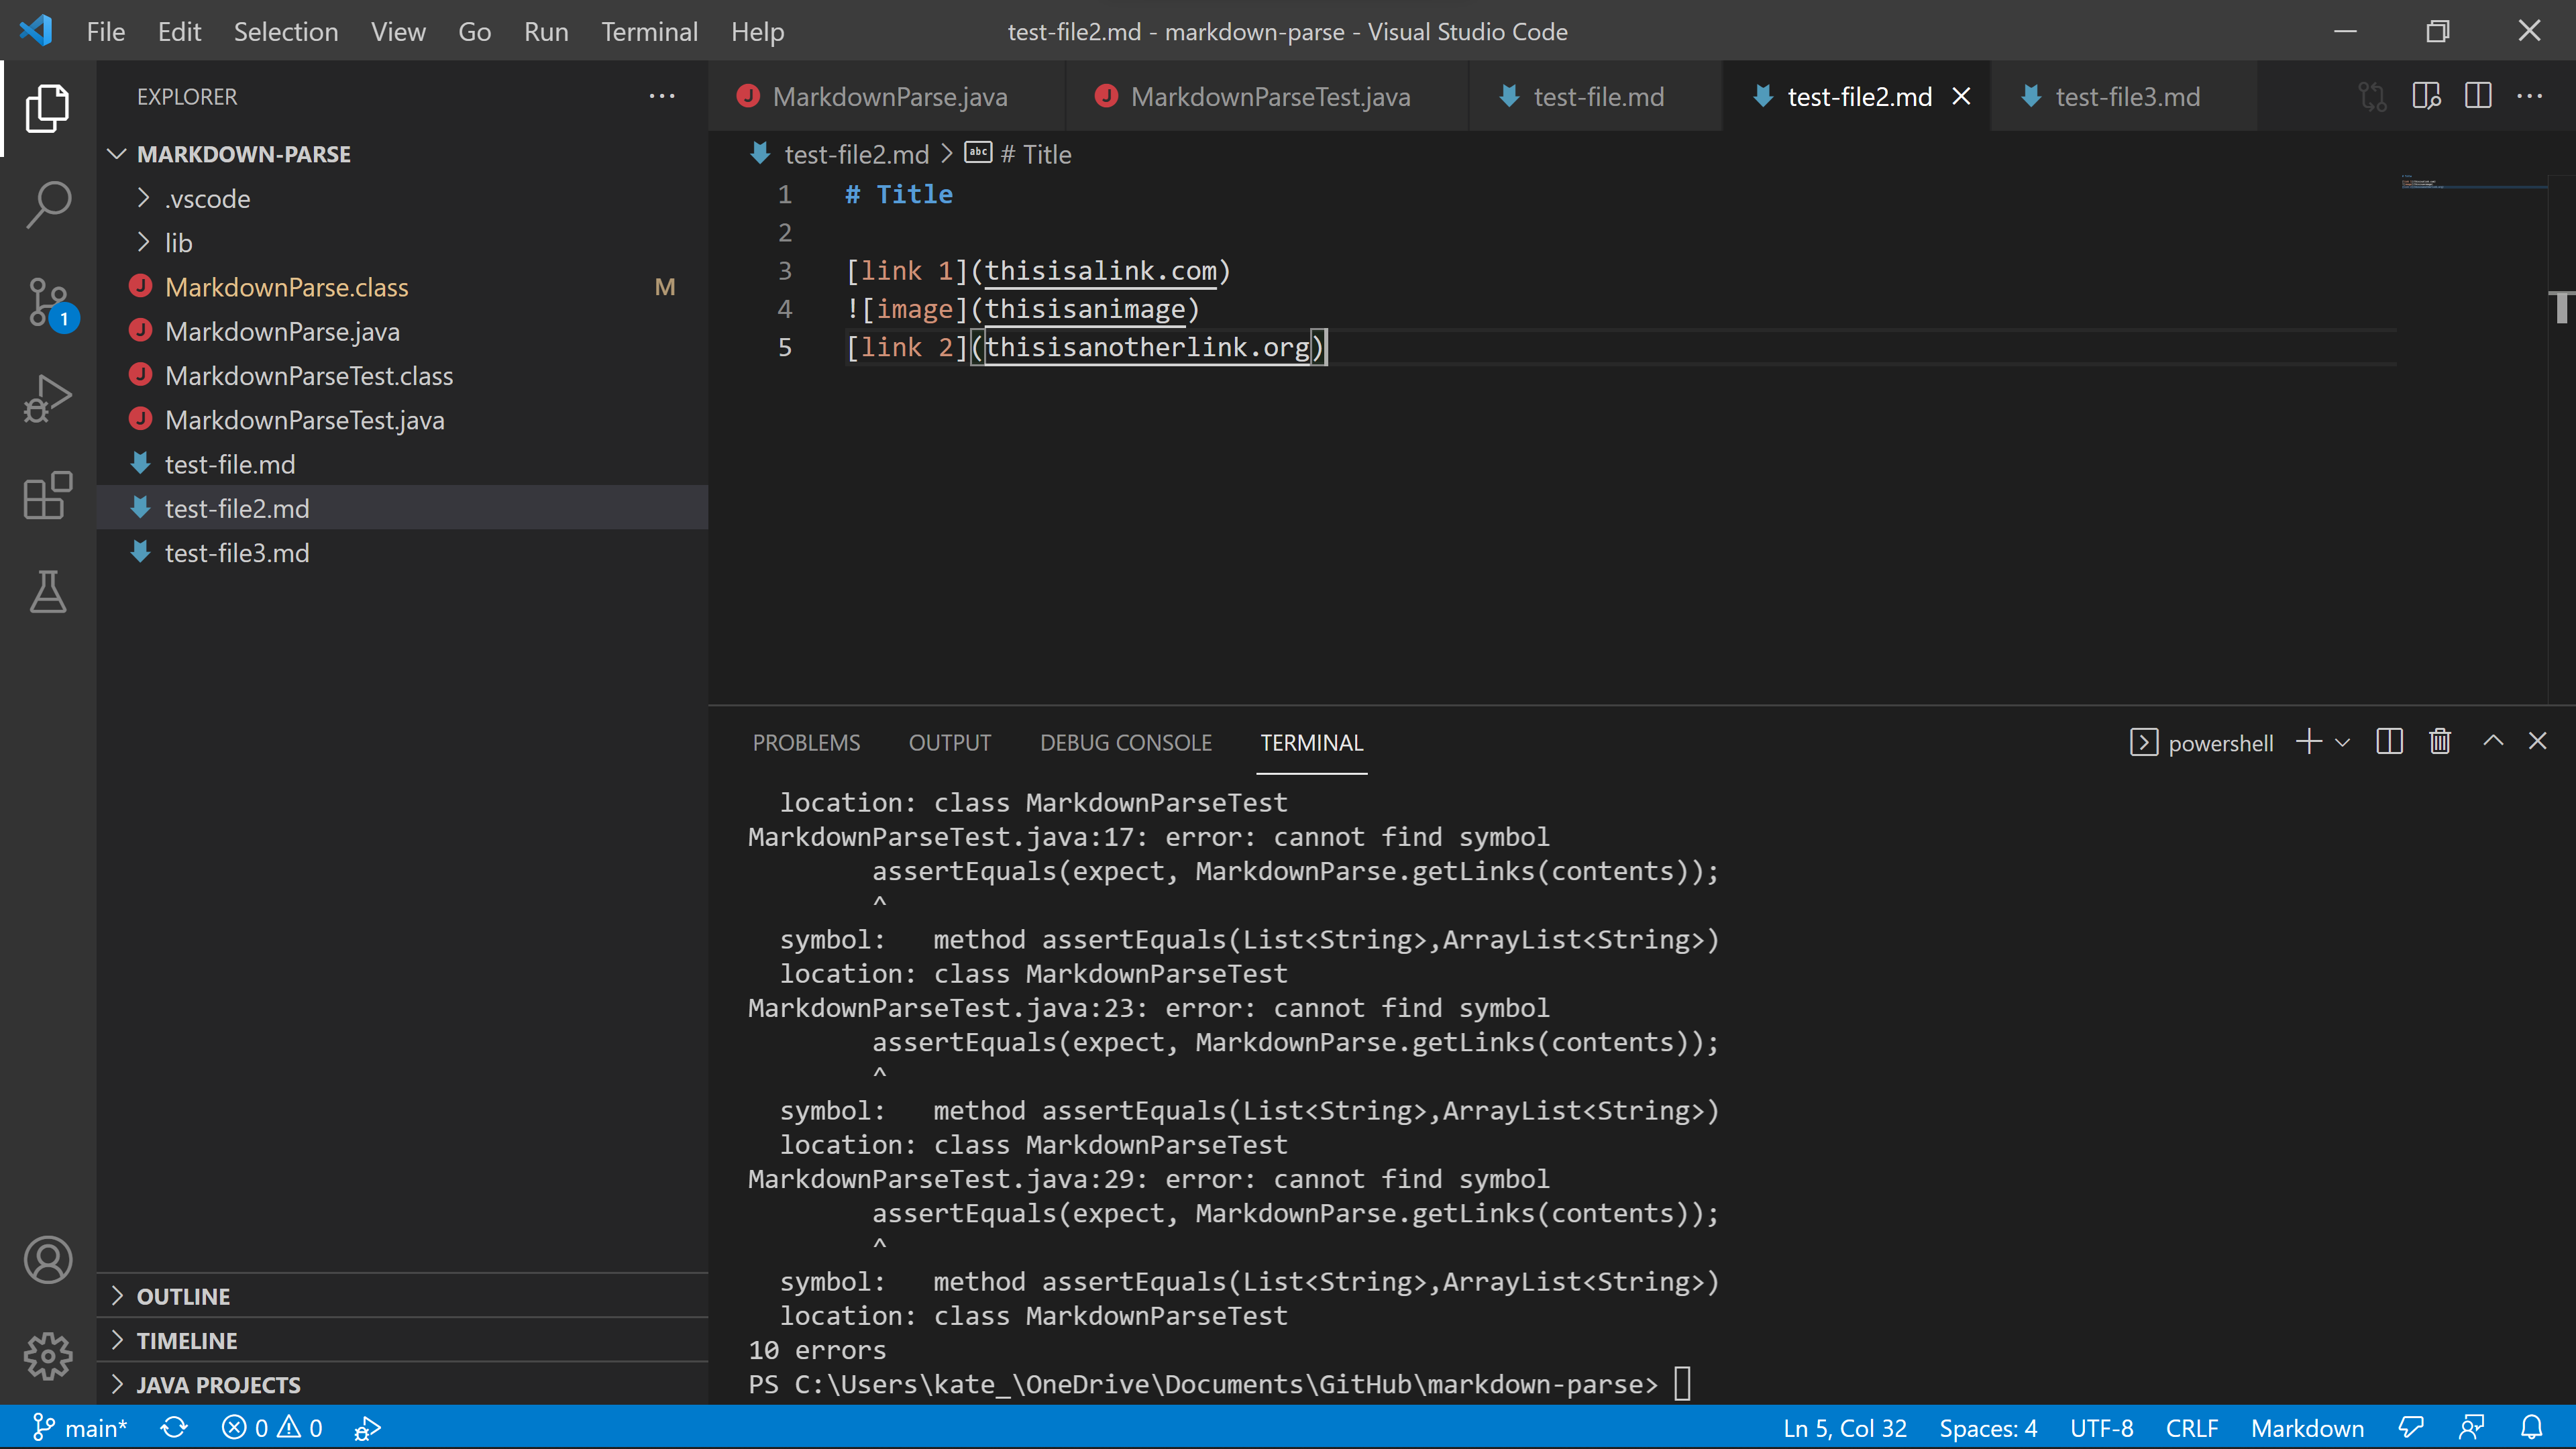 File Edit Selection View Go Run Terminal Help
test-file2.md - markdown-parse - Visual Studio Code
EXPLORER
MARKDOWN-PARSE
.vscode
lib
MarkdownParse.class M
MarkdownParse.java
MarkdownParseTest.class
MarkdownParseTest.java
test-file.md
test-file2.md
test-file3.md
1
OUTLINE
TIMELINE
JAVA PROJECTS
MarkdownParse.java MarkdownParseTest.java test-file.md test-file2.md test-file3.md
test-file2.md > abc # Title
1 # Title
2
3 [link 1](thisisalink.com)
4 ![image](thisisanimage)
5 [link 2](thisisanotherlink.org)
PROBLEMS OUTPUT DEBUG CONSOLE TERMINAL powershell
location: class MarkdownParseTest
MarkdownParseTest.java:17: error: cannot find symbol
assertEquals(expect, MarkdownParse.getLinks(contents));
^
symbol: method assertEquals(List<String>,ArrayList<String>)
location: class MarkdownParseTest
MarkdownParseTest.java:23: error: cannot find symbol
assertEquals(expect, MarkdownParse.getLinks(contents));
^
symbol: method assertEquals(List<String>,ArrayList<String>)
location: class MarkdownParseTest
MarkdownParseTest.java:29: error: cannot find symbol
assertEquals(expect, MarkdownParse.getLinks(contents));
^
symbol: method assertEquals(List<String>,ArrayList<String>)
location: class MarkdownParseTest
10 errors
PS C:\Users\kate_\OneDrive\Documents\GitHub\markdown-parse>
main* 0 0 Ln 5, Col 32 Spaces: 4 UTF-8 CRLF Markdown